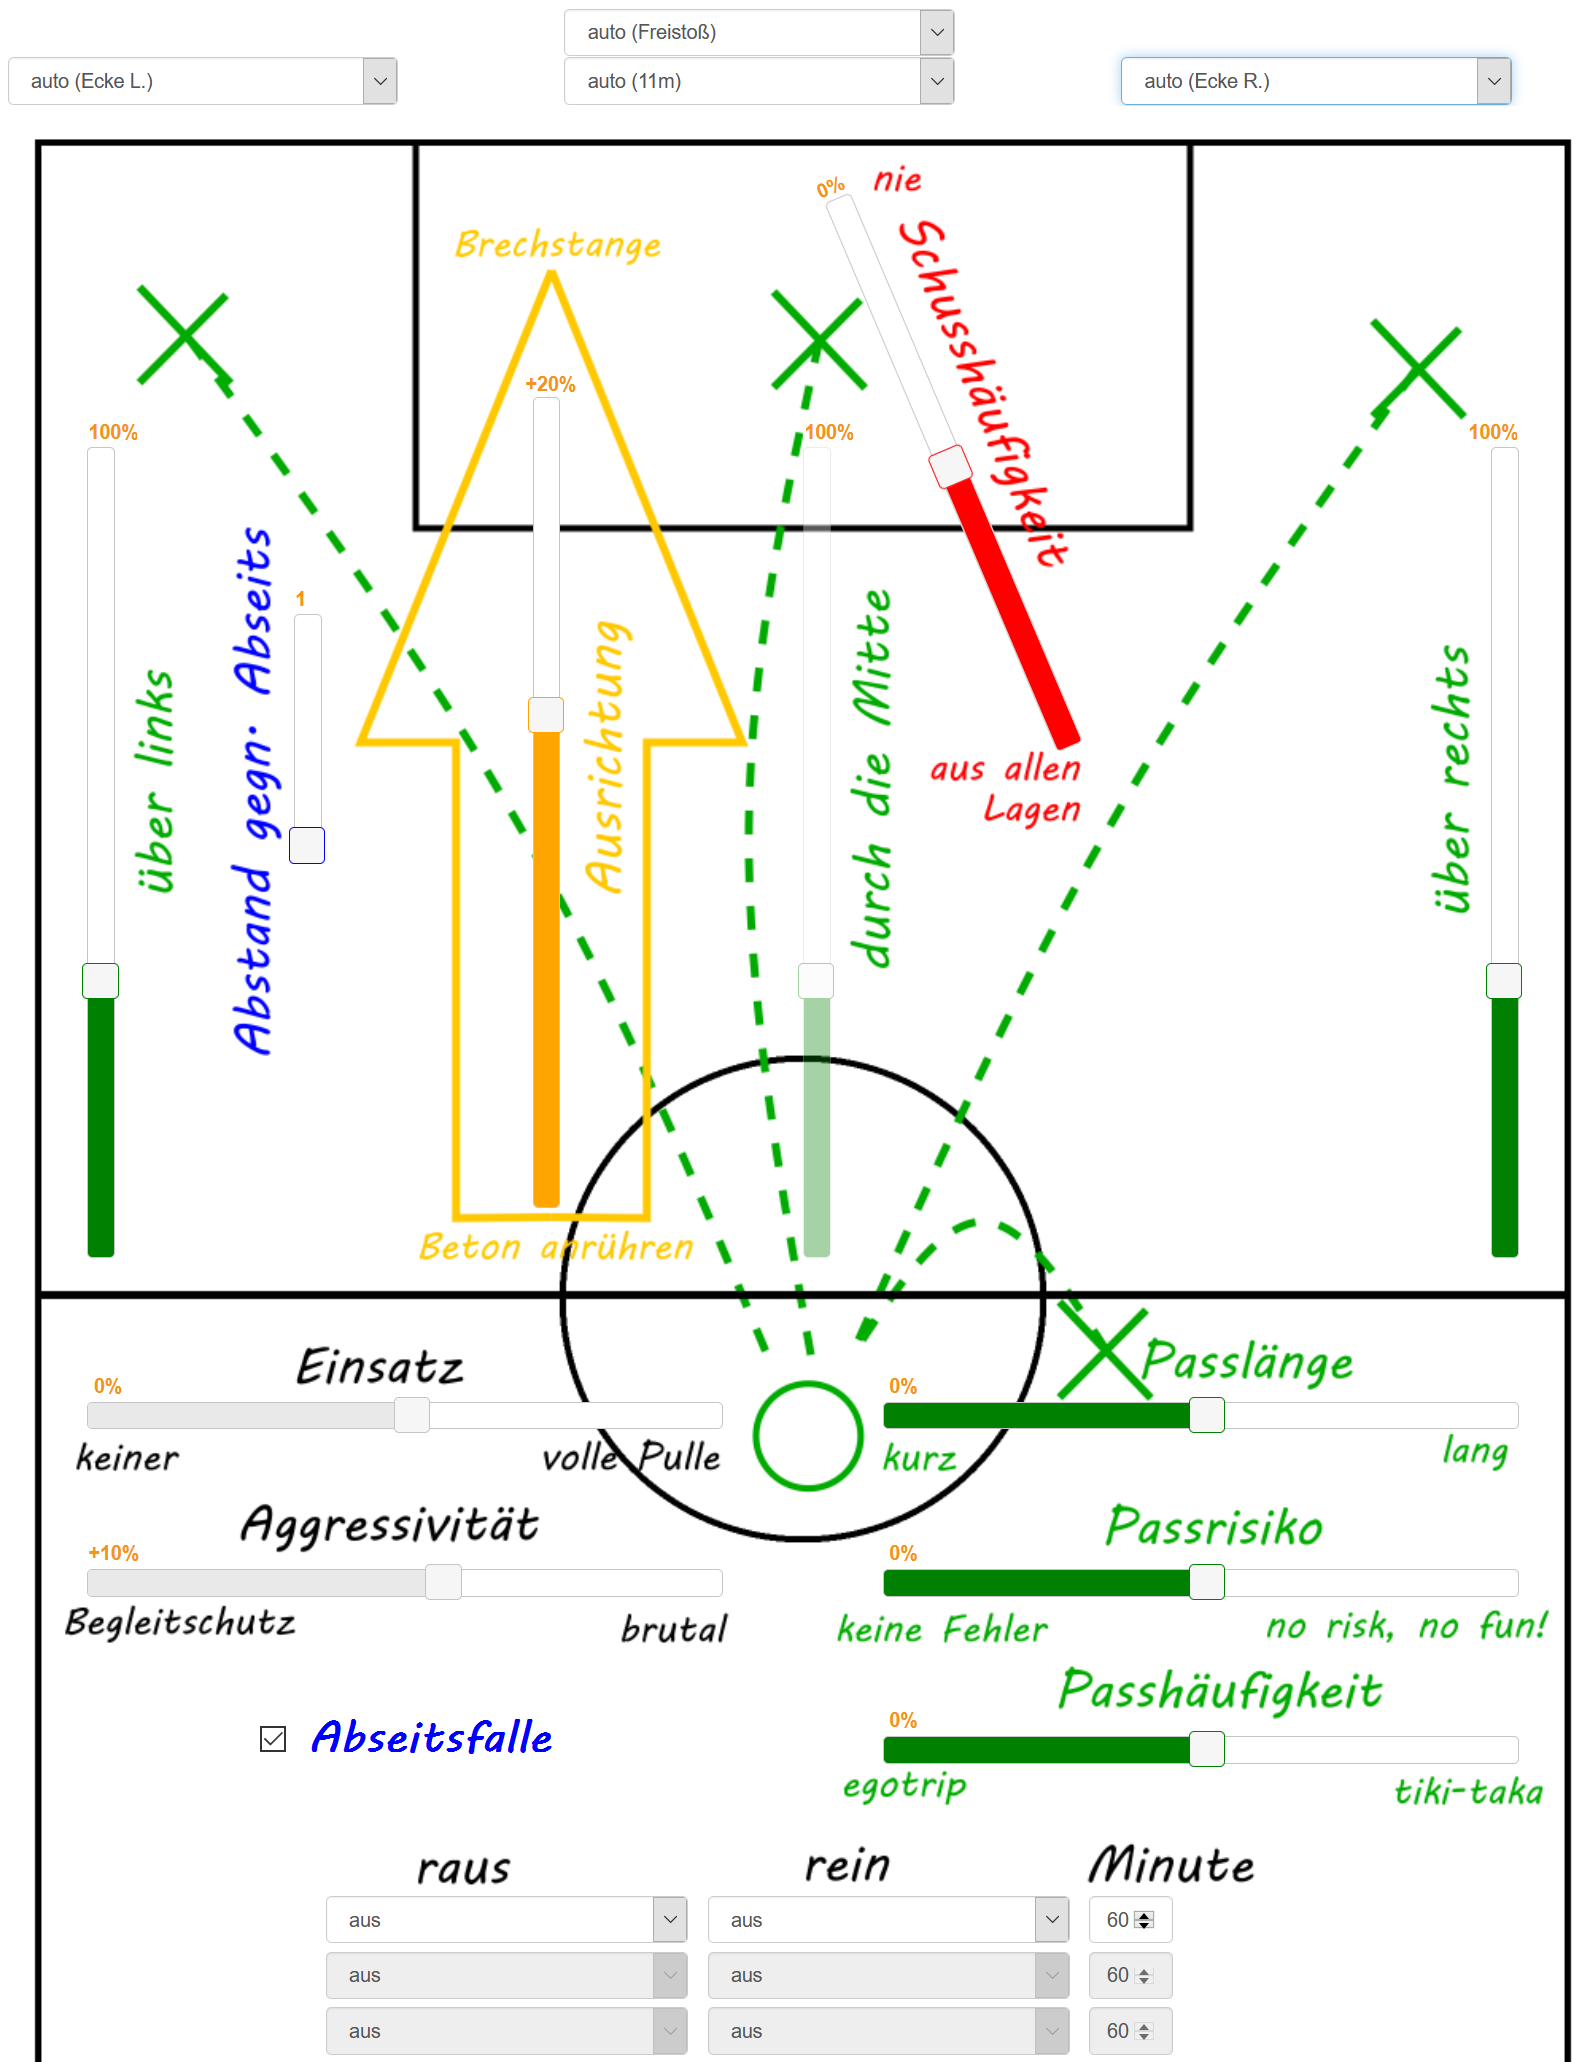 auto (Freistoß)
auto (Ecke L.)
auto (11m)
auto (Ecke R.)
0%
nie
Schusshäufigkeit
aus allen
Lagen
Brechstange
+20%
Ausrichtung
Beton anrühren
100%
über links
Abstand gegn. Abseits
1
100%
durch die Mitte
100%
über rechts
Einsatz
0%
keiner
volle Pulle
Passlänge
0%
kurz
lang
Aggressivität
+10%
Begleitschutz
brutal
Passrisiko
0%
keine Fehler
no risk, no fun!
Abseitsfalle
Passhäufigkeit
0%
egotrip
tiki-taka
raus rein Minute
aus aus 60
aus aus 60
aus aus 60